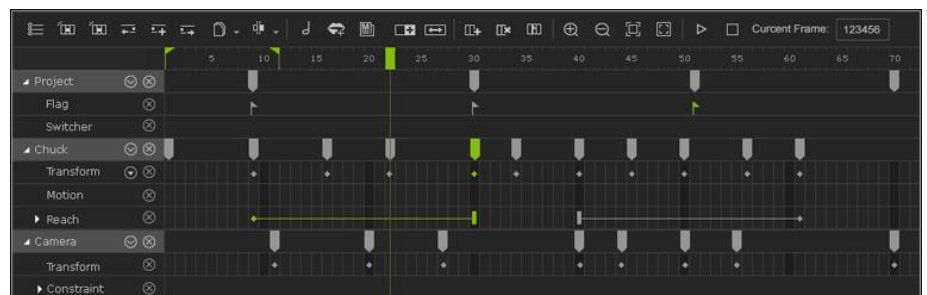 Current Frame: 123456
5 10 15 20 25 30 35 40 45 50 55 60 65 70
Project
Flag
Switcher
Chuck
Transform
Motion
Reach
Camera
Transform
Constraint